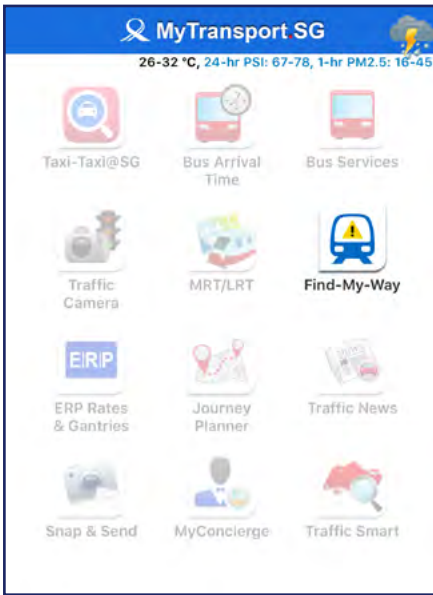 MyTransport.SG
26-32 °C, 24-hr PSI: 67-78, 1-hr PM2.5: 16-45
Taxi-Taxi@SG
Bus Arrival
Time
Bus Services
Traffic
Camera
MRT/LRT
Find-My-Way
ERP
ERP Rates
& Gantries
Journey
Planner
Traffic News
Snap & Send
MyConcierge
Traffic Smart